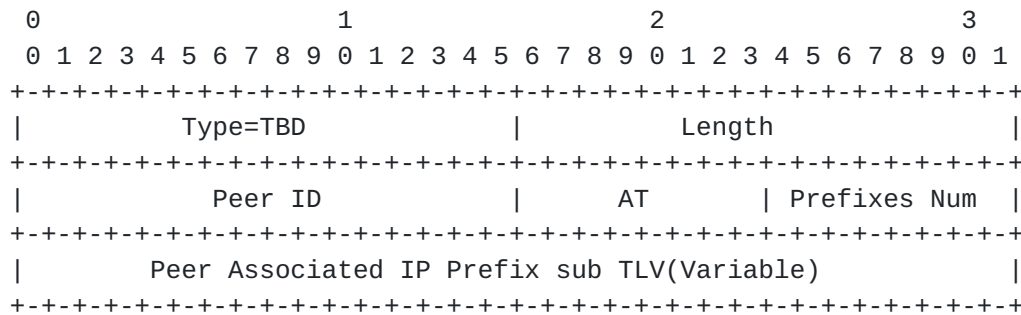 0                   1                   2                   3
 0 1 2 3 4 5 6 7 8 9 0 1 2 3 4 5 6 7 8 9 0 1 2 3 4 5 6 7 8 9 0 1
+-+-+-+-+-+-+-+-+-+-+-+-+-+-+-+-+-+-+-+-+-+-+-+-+-+-+-+-+-+-+-+-+
|          Type=TBD             |          Length               |
+-+-+-+-+-+-+-+-+-+-+-+-+-+-+-+-+-+-+-+-+-+-+-+-+-+-+-+-+-+-+-+-+
|            Peer ID            |      AT       | Prefixes Num  |
+-+-+-+-+-+-+-+-+-+-+-+-+-+-+-+-+-+-+-+-+-+-+-+-+-+-+-+-+-+-+-+-+
|        Peer Associated IP Prefix sub TLV(Variable)            |
+-+-+-+-+-+-+-+-+-+-+-+-+-+-+-+-+-+-+-+-+-+-+-+-+-+-+-+-+-+-+-+-+